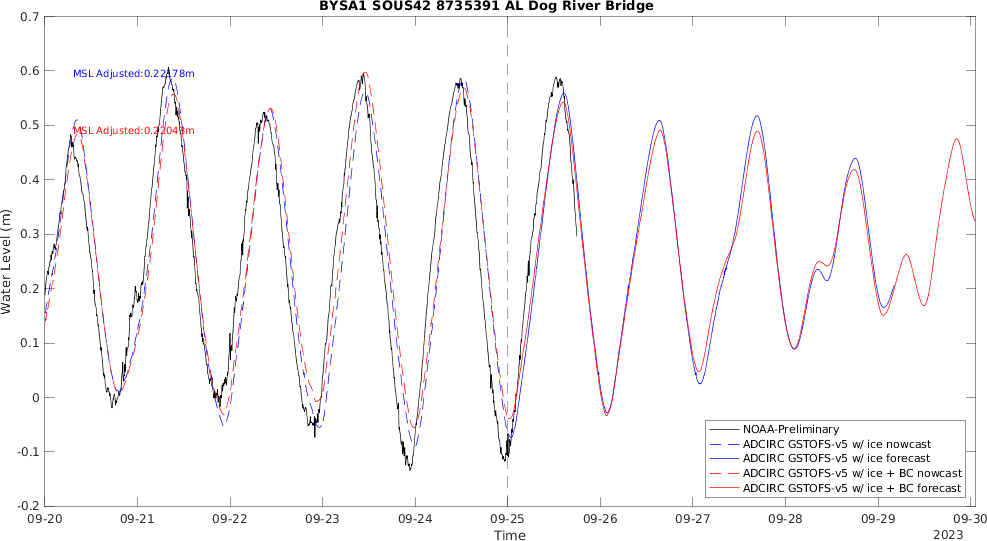 BYSA1 SOUS42 8735391 AL Dog River Bridge
0.7
0.6
0.5
0.4
0.3
0.2
0.1
0
-0.1
-0.2
Water Level (m)
MSL Adjusted:0.22178m
MSL Adjusted:0.22043m
NOAA-Preliminary
ADCIRC GSTOFS-v5 w/ ice nowcast
ADCIRC GSTOFS-v5 w/ ice forecast
ADCIRC GSTOFS-v5 w/ ice + BC nowcast
ADCIRC GSTOFS-v5 w/ ice + BC forecast
09-20 09-21 09-22 09-23 09-24 09-25 09-26 09-27 09-28 09-29 09-30
Time
2023